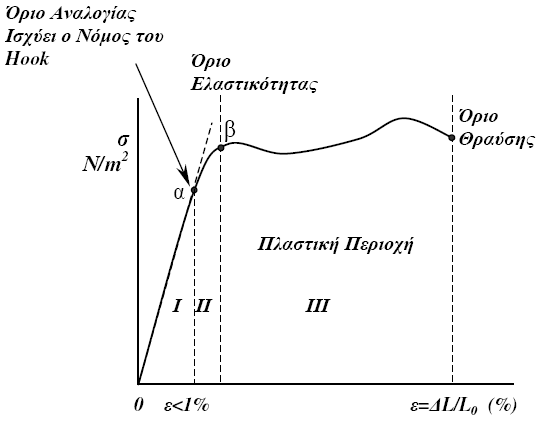 Όριο Αναλογίας
Ισχύει ο Νόμος του
Hook
Όριο
Ελαστικότητας
σ
N/m²
β
Όριο
Θραύσης
α
Πλαστική Περιοχή
I II III
0 ε<1% ε=ΔL/L₀ (%)